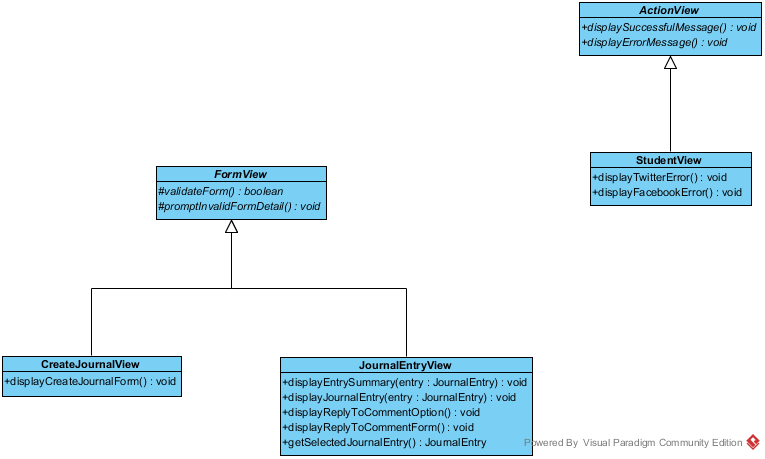 ActionView
+displaySuccessfulMessage() : void
+displayErrorMessage() : void
StudentView
+displayTwitterError() : void
+displayFacebookError() : void
FormView
#validateForm() : boolean
#promptInvalidFormDetail() : void
CreateJournalView
+displayCreateJournalForm() : void
JournalEntryView
+displayEntrySummary(entry : JournalEntry) : void
+displayJournalEntry(entry : JournalEntry) : void
+displayReplyToCommentOption() : void
+displayReplyToCommentForm() : void
+getSelectedJournalEntry() : JournalEntry
Powered By Visual Paradigm Community Edition